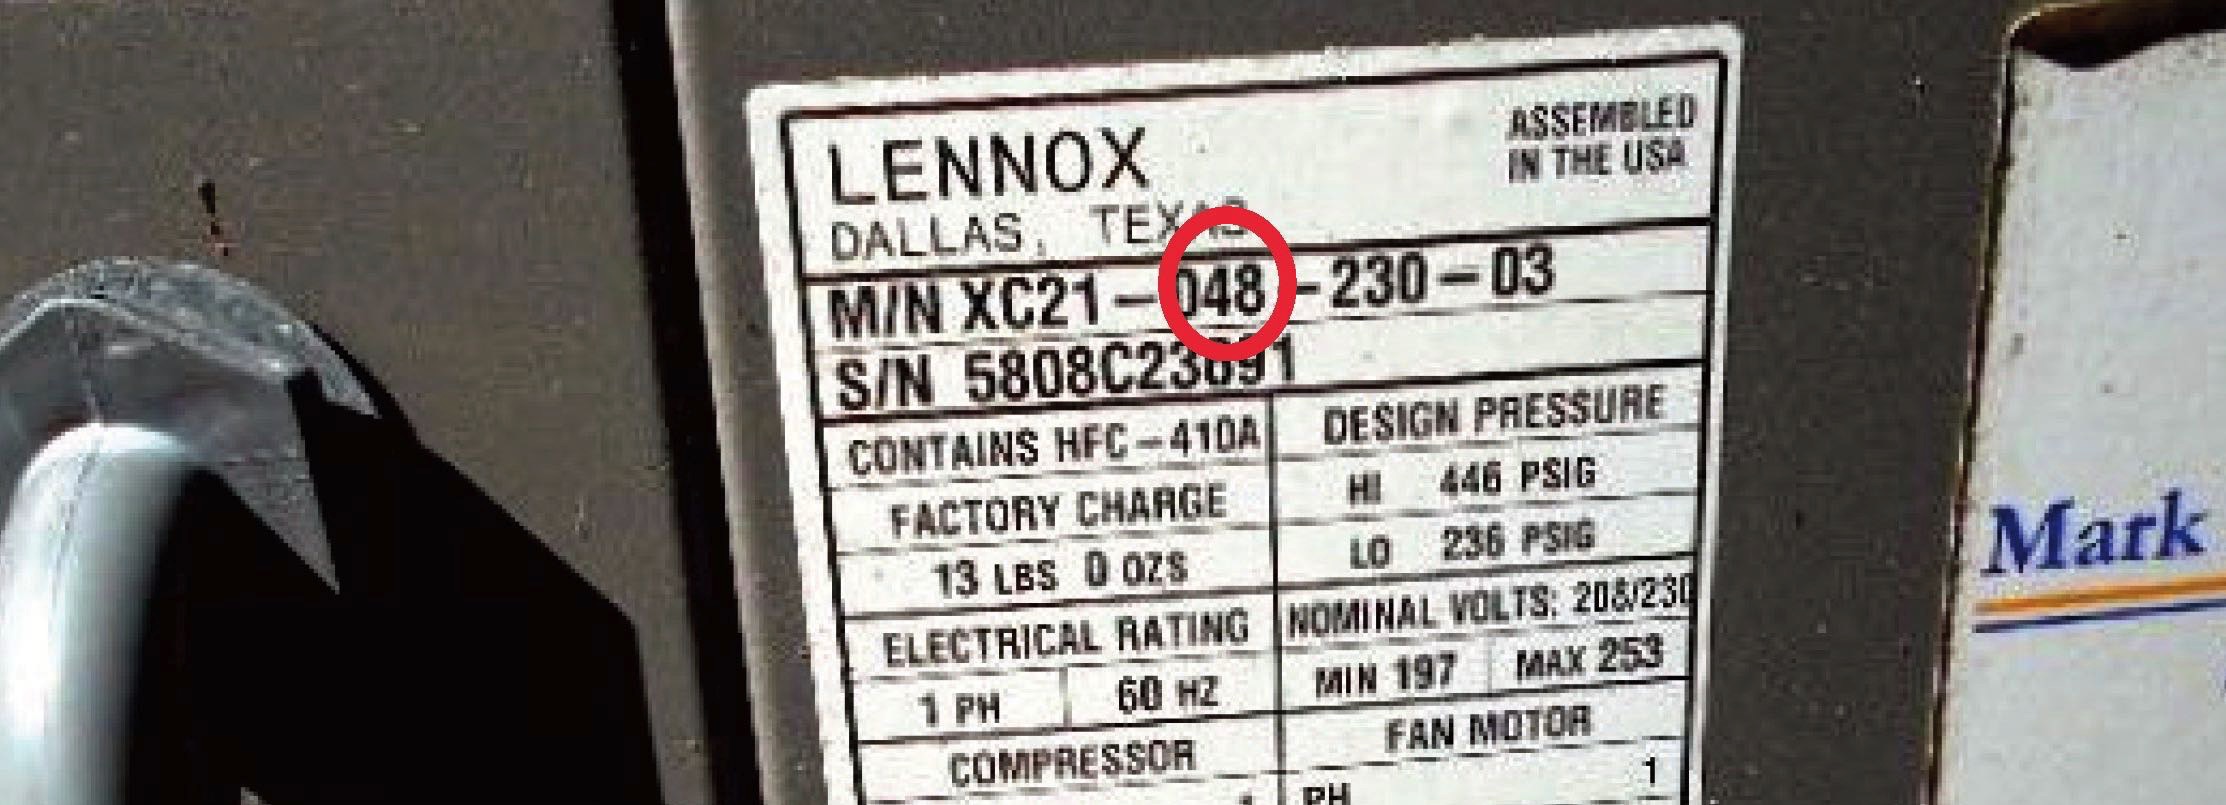 LENNOX
ASSEMBLED
IN THE USA
DALLAS, TEXAS
M/N XC21-048-230-03
S/N 5808C23691
CONTAINS HFC-410A
DESIGN PRESSURE
HI 446 PSIG
FACTORY CHARGE
LO 236 PSIG
13 LBS 0 OZS
NOMINAL VOLTS: 208/230
ELECTRICAL RATING
MIN 197 MAX 253
1 PH 60 HZ
FAN MOTOR
COMPRESSOR
PH 1
Mark